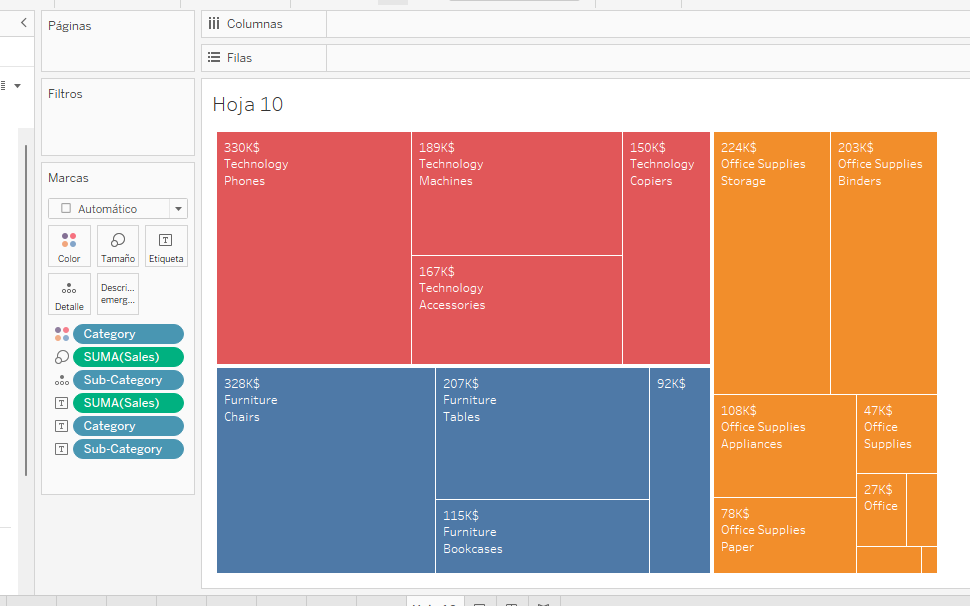 Páginas
Columnas
Filas
Filtros
Hoja 10
Marcas
Automático
Color
Tamaño
Etiqueta
Detalle
Descri...
emerg...
Category
SUMA(Sales)
Sub-Category
SUMA(Sales)
Category
Sub-Category
330K$
Technology
Phones
189K$
Technology
Machines
167K$
Technology
Accessories
150K$
Technology
Copiers
328K$
Furniture
Chairs
207K$
Furniture
Tables
115K$
Furniture
Bookcases
92K$
224K$
Office Supplies
Storage
203K$
Office Supplies
Binders
108K$
Office Supplies
Appliances
78K$
Office Supplies
Paper
47K$
Office
Supplies
27K$
Office